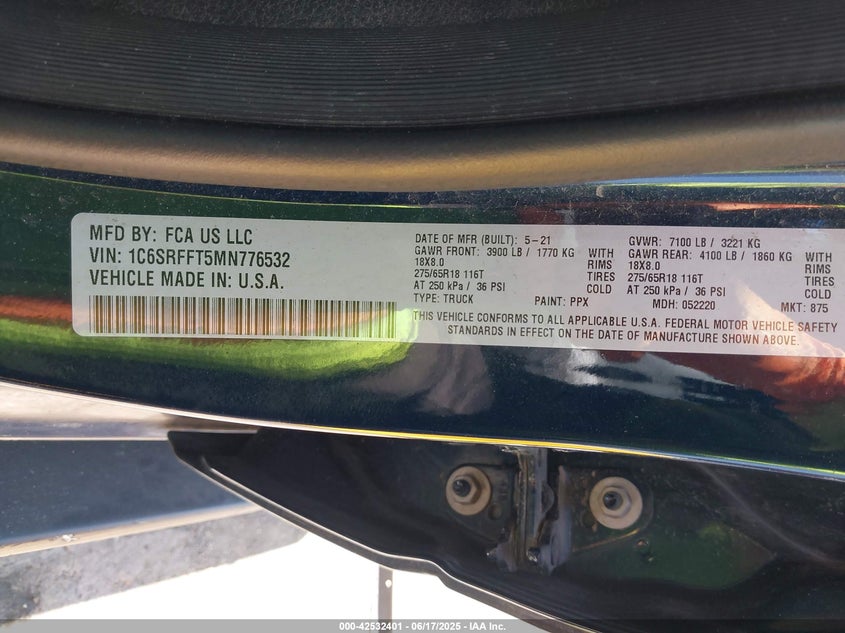 MFD BY: FCA US LLC
VIN: 1C6SRFFT5MN776532
VEHICLE MADE IN: U.S.A.
DATE OF MFR (BUILT): 5-21
GVWR: 7100 LB / 3221 KG
GAWR FRONT: 3900 LB / 1770 KG WITH
GAWR REAR: 4100 LB / 1860 KG WITH
18X8.0 RIMS
18X8.0 RIMS
275/65R18 116T TIRES
275/65R18 116T TIRES
AT 250 kPa / 36 PSI COLD
AT 250 kPa / 36 PSI COLD
TYPE: TRUCK PAINT: PPX MDH: 052220 MKT: 875
THIS VEHICLE CONFORMS TO ALL APPLICABLE U.S.A. FEDERAL MOTOR VEHICLE SAFETY
STANDARDS IN EFFECT ON THE DATE OF MANUFACTURE SHOWN ABOVE.
000-42532401 - 06/17/2025 - IAA Inc.